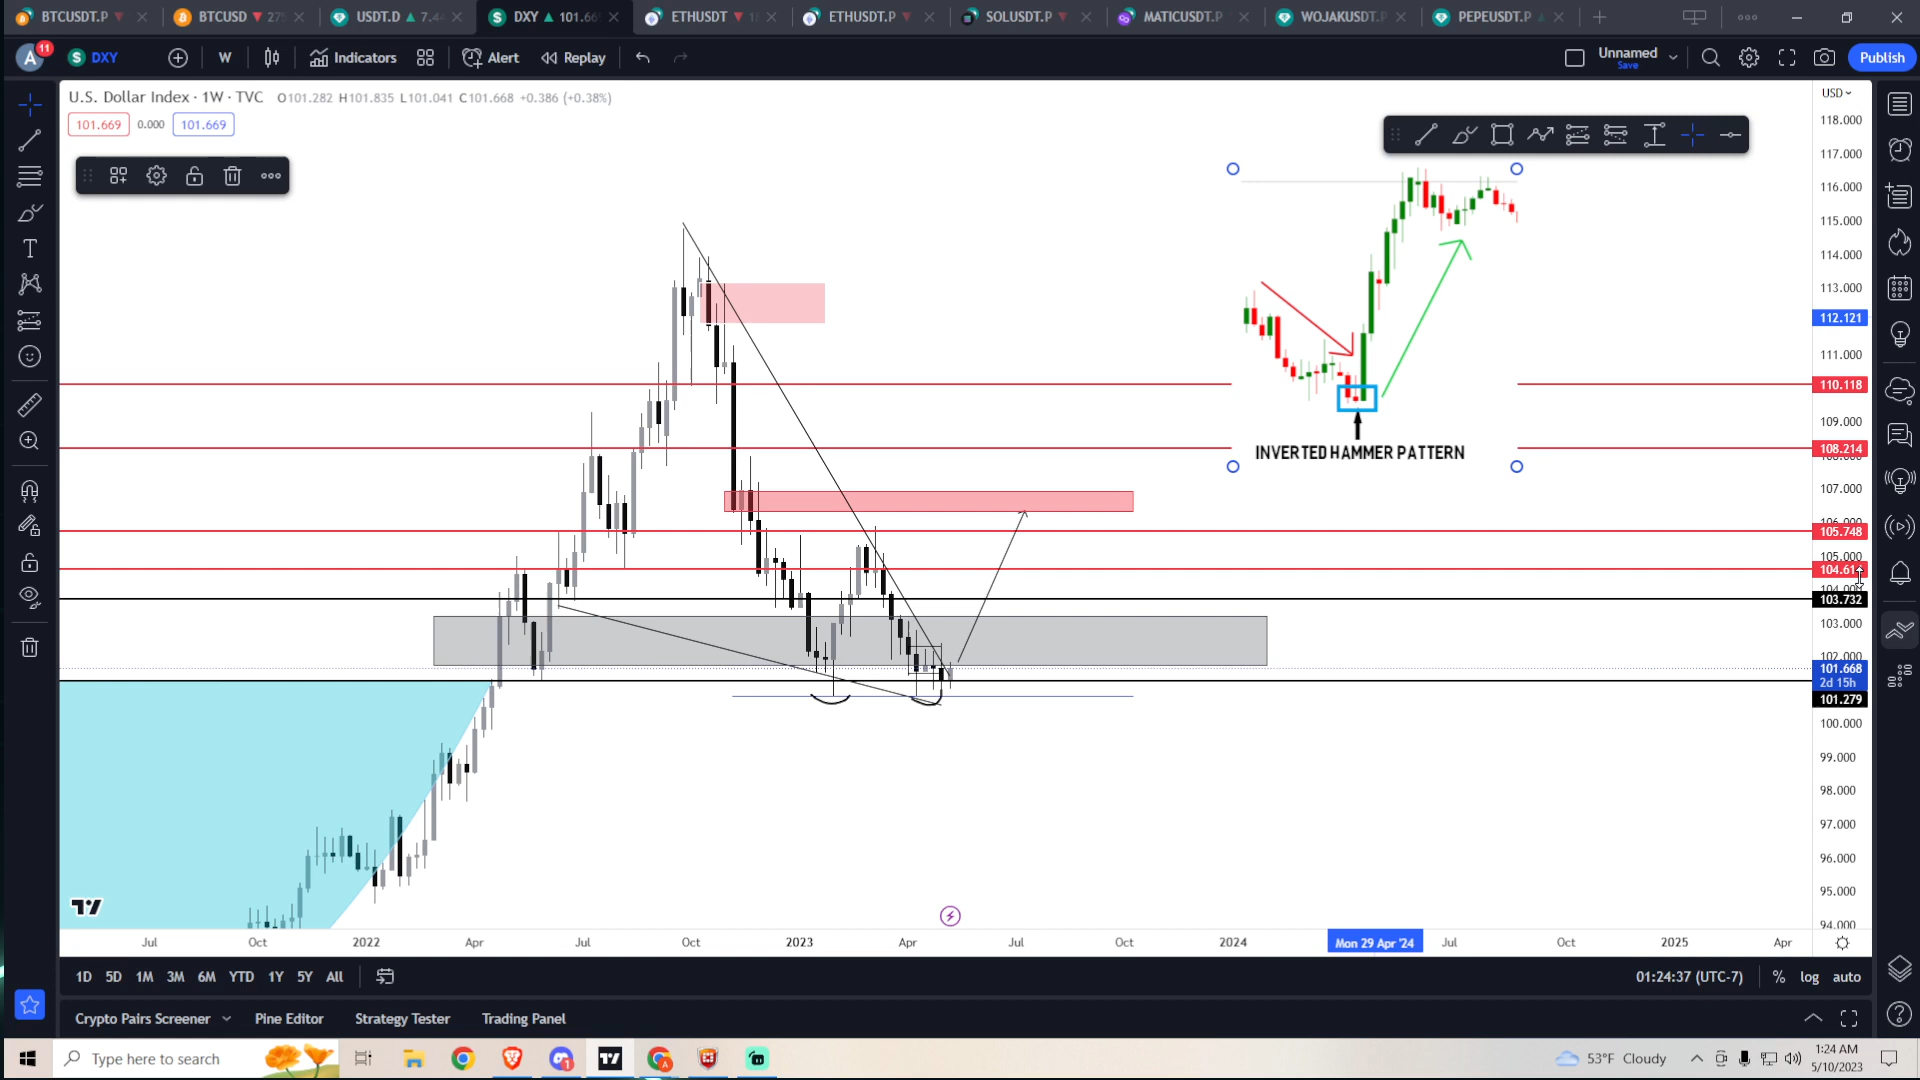 BTCUSDT.P
BTCUSD 
USDT.D
DXY
ETHUSDT
ETHUSDT.P
SOLUSDT.P
MATICUSDT.P
WOJAKUSDT.P
PEPEUSDT.P
A 11 DXY W Indicators Alert Replay Unnamed Save Publish
U.S. Dollar Index · 1W · TVC O101.282 H101.835 L101.041 C101.668 +0.386 (+0.38%)
101.669 0.000 101.669
USD
118.000
117.000
116.000
115.000
114.000
113.000
112.121
111.000
110.118
109.000
108.214
107.000
105.748
105.000
104.614
103.732
103.000
102.000
101.668
2d 15h
101.279
100.000
99.000
98.000
97.000
96.000
95.000
94.000
INVERTED HAMMER PATTERN
Jul Oct 2022 Apr Jul Oct 2023 Apr Jul Oct 2024 Mon 29 Apr '24 Jul Oct 2025 Apr
1D 5D 1M 3M 6M YTD 1Y 5Y All 01:24:37 (UTC-7) % log auto
Crypto Pairs Screener Pine Editor Strategy Tester Trading Panel
Type here to search 53°F Cloudy 1:24 AM
5/10/2023